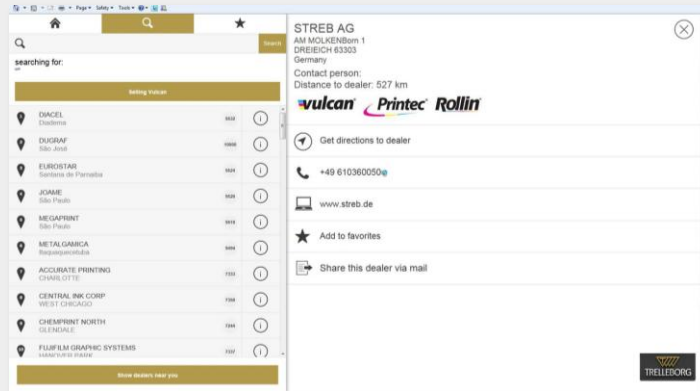 Page
Safety
Tools
Search
searching for:
Selling Vulcan
DIACEL
Diadema
DUGRAF
São José
EUROSTAR
Santana de Parnaiba
JOAME
São Paulo
MEGAPRINT
São Paulo
METALGAMICA
Itaquaquecetuba
ACCURATE PRINTING
CHARLOTTE
CENTRAL INK CORP
WEST CHICAGO
CHEMPRINT NORTH
GLENDALE
FUJIFILM GRAPHIC SYSTEMS
HANOVER PARK
Show dealers near you
STREB AG
AM MOLKENBorn 1
DREIEICH 63303
Germany
Contact person:
Distance to dealer: 527 km
vulcan Printec Rollin
Get directions to dealer
+49 610360050
www.streb.de
Add to favorites
Share this dealer via mail
TRELLEBORG